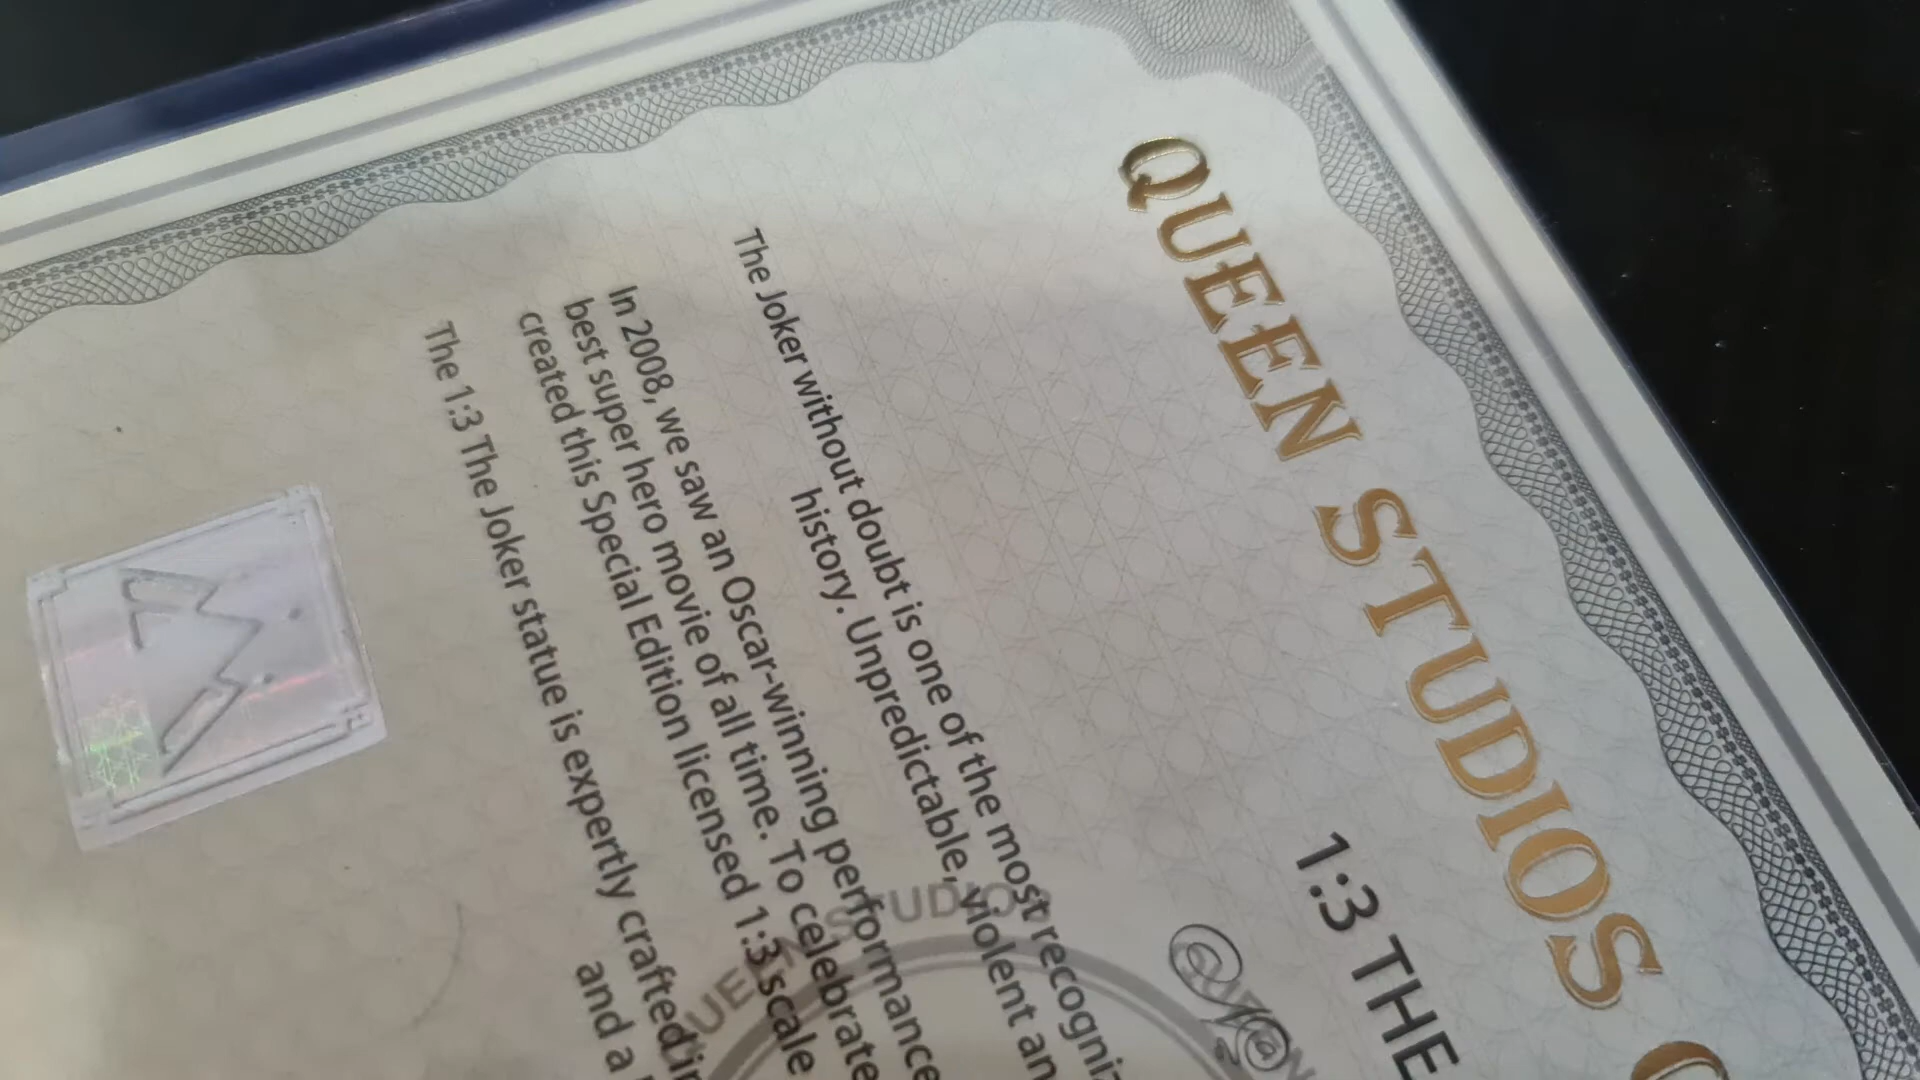 QUEEN STUDIOS
1:3 THE
The Joker without doubt is one of the most
history. Unpredictable, violent
In 2008, we saw an Oscar-winning performance
best super hero movie of all time. To celebrate
created this Special Edition licensed 1:3 scale
The 1:3 The Joker statue is expertly crafted
and a